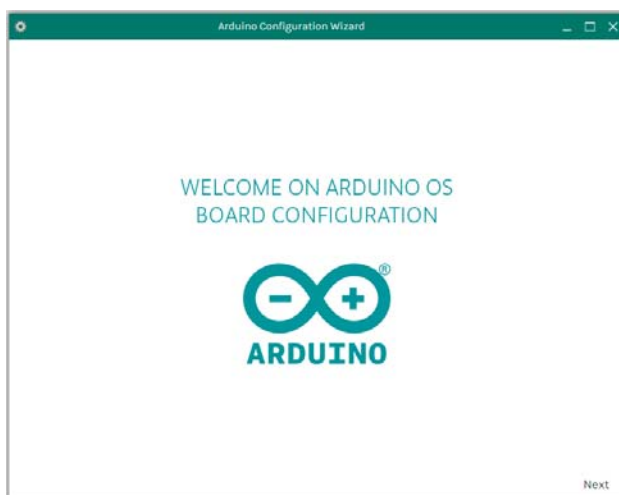 Arduino Configuration Wizard
WELCOME ON ARDUINO OS
BOARD CONFIGURATION
®
ARDUINO
Next